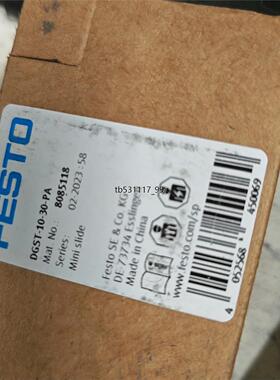 FESTO
DGST-10-30-PA
Mat. No.: 8085118
Series: 02-2023:58
Mini slide
Festo SE & Co. KG
DE-73734 Esslingen
Made in China
www.festo.com/sp
4 052568 450069
tb531117_99